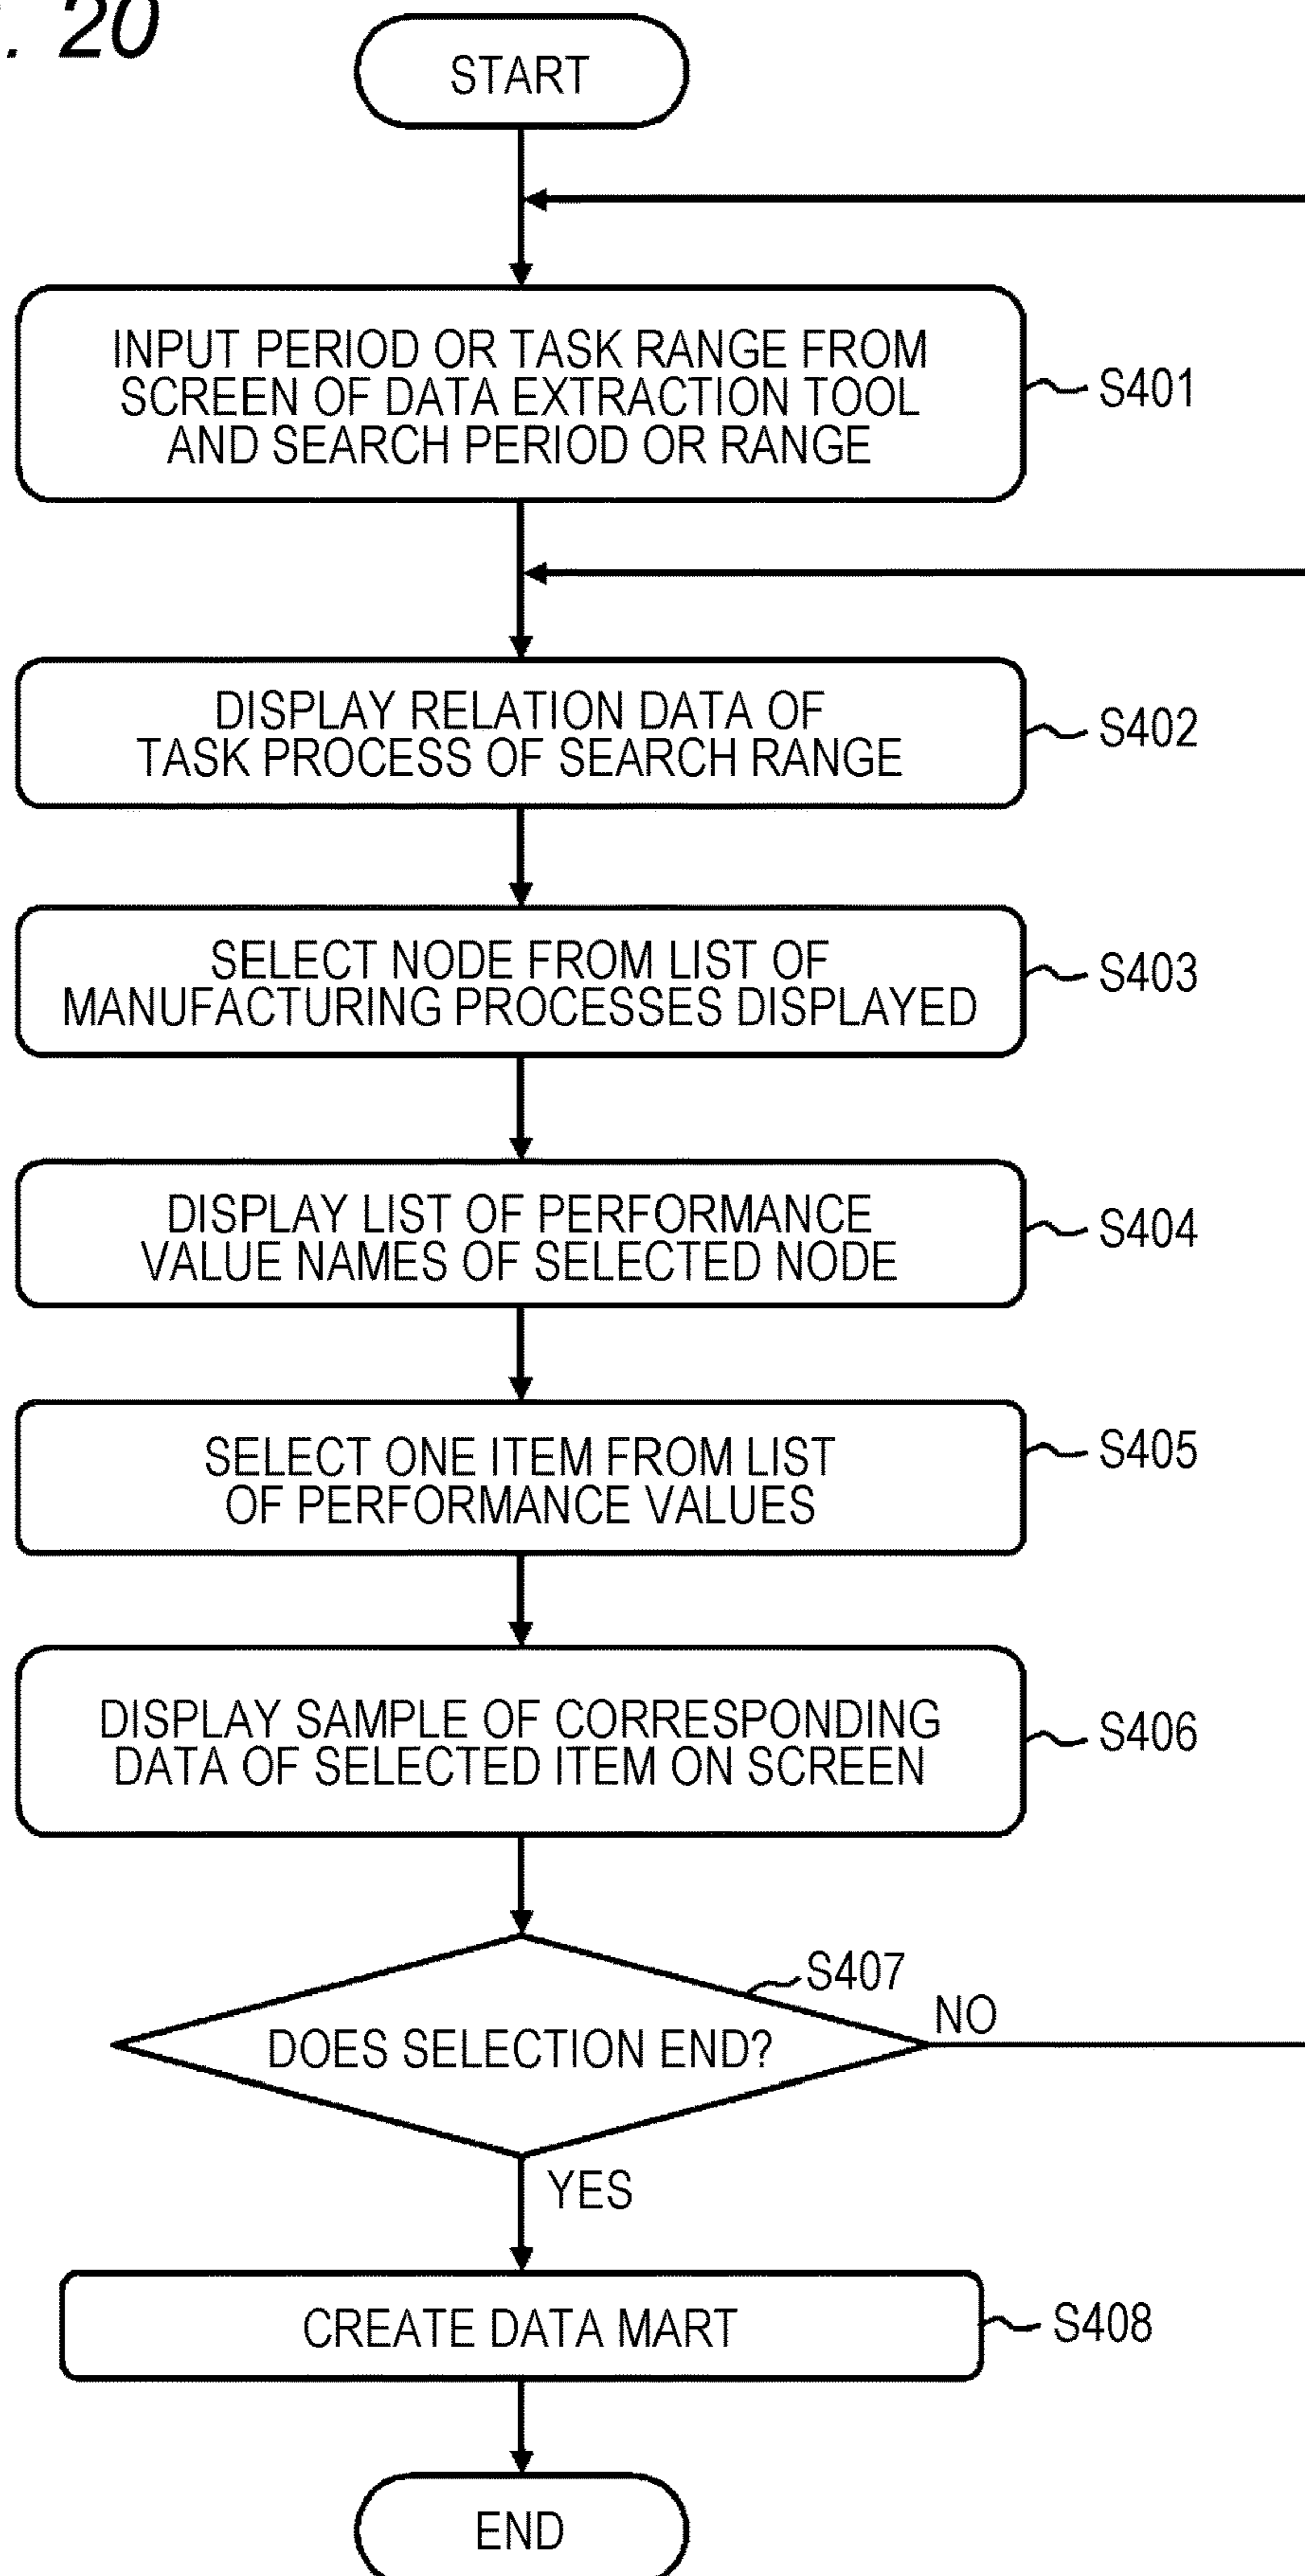 . 20
START
INPUT PERIOD OR TASK RANGE FROM
SCREEN OF DATA EXTRACTION TOOL
AND SEARCH PERIOD OR RANGE
S401
DISPLAY RELATION DATA OF
TASK PROCESS OF SEARCH RANGE
S402
SELECT NODE FROM LIST OF
MANUFACTURING PROCESSES DISPLAYED
S403
DISPLAY LIST OF PERFORMANCE
VALUE NAMES OF SELECTED NODE
S404
SELECT ONE ITEM FROM LIST
OF PERFORMANCE VALUES
S405
DISPLAY SAMPLE OF CORRESPONDING
DATA OF SELECTED ITEM ON SCREEN
S406
S407
DOES SELECTION END?
NO
YES
CREATE DATA MART
S408
END